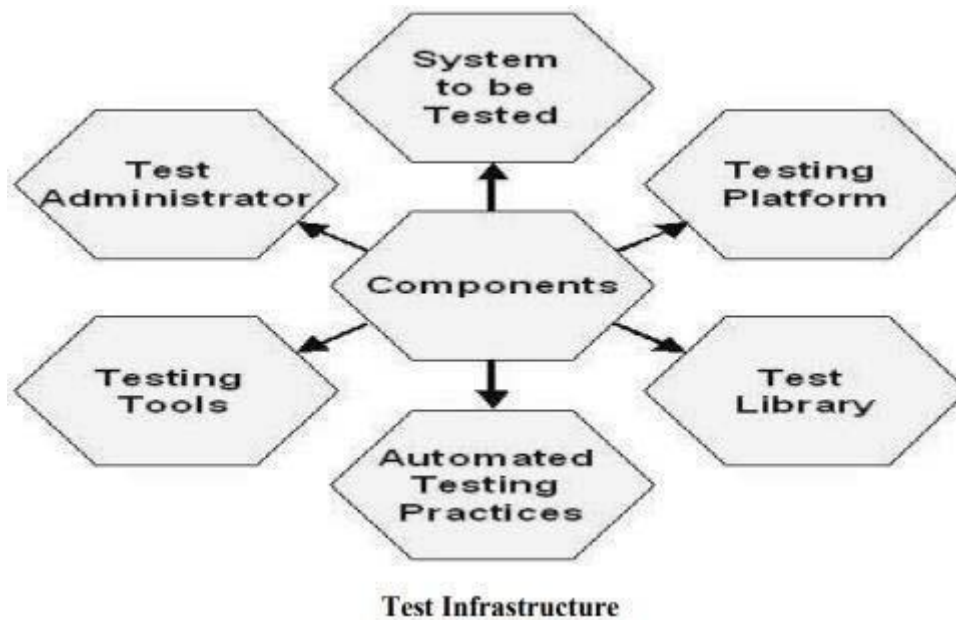 System
to be
Tested
Test
Administrator
Testing
Platform
Components
Testing
Tools
Test
Library
Automated
Testing
Practices
Test Infrastructure